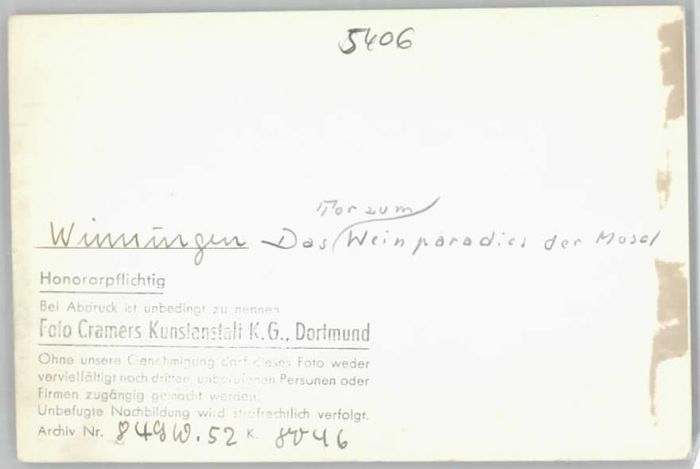 5406
Tor zum
Winningen – Das Weinparadies der Mosel
Honorarpflichtig
Bei Abdruck ist unbedingt zu nennen
Foto Cramers Kunstanstalt K.G., Dortmund
Ohne unsere Genehmigung darf dieses Foto weder
vervielfältigt noch dritten, unberufenen Personen oder
Firmen zugängig gemacht werden.
Unbefugte Nachbildung wird strafrechtlich verfolgt.
Archiv Nr. 849W.52 K. 8046